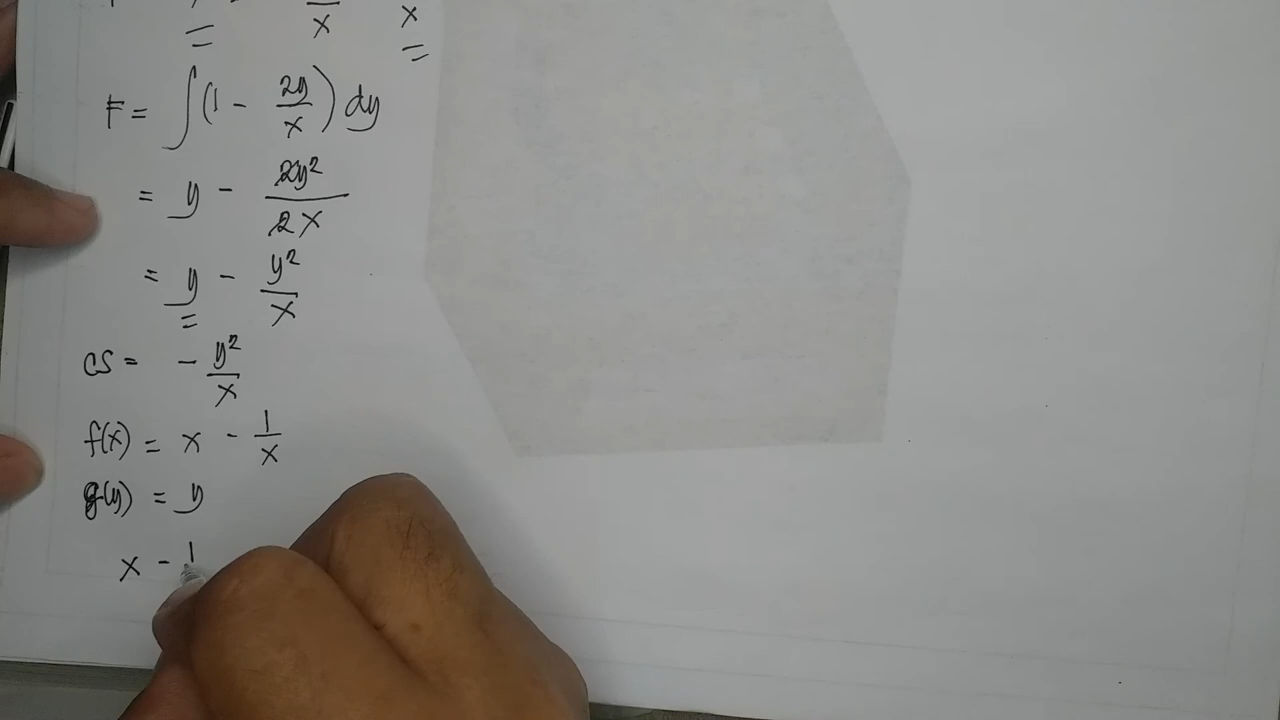 F = ∫(1 - 2y/x) dy
= y - 2y²/2x
= y - y²/x
CS = - y²/x
f(x) = x - 1/x
g(y) = y
x - 1